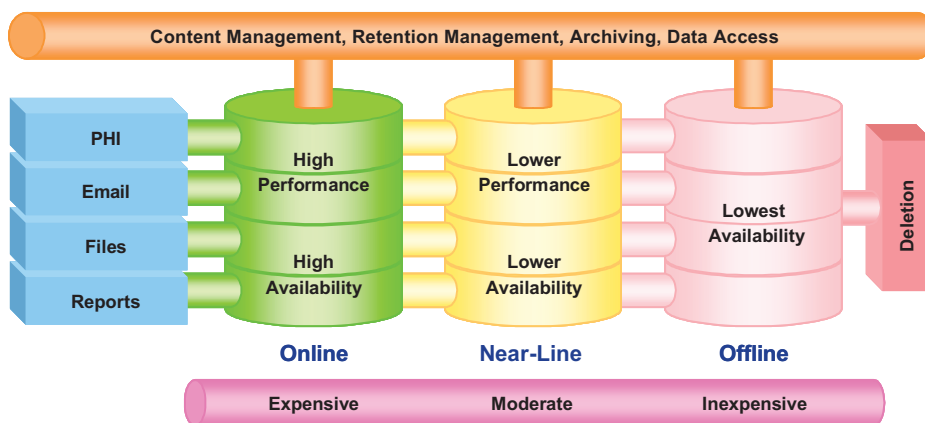 Content Management, Retention Management, Archiving, Data Access
PHI
Email
Files
Reports
High
Performance
High
Availability
Lower
Performance
Lower
Availability
Lowest
Availability
Deletion
Online
Near-Line
Offline
Expensive
Moderate
Inexpensive